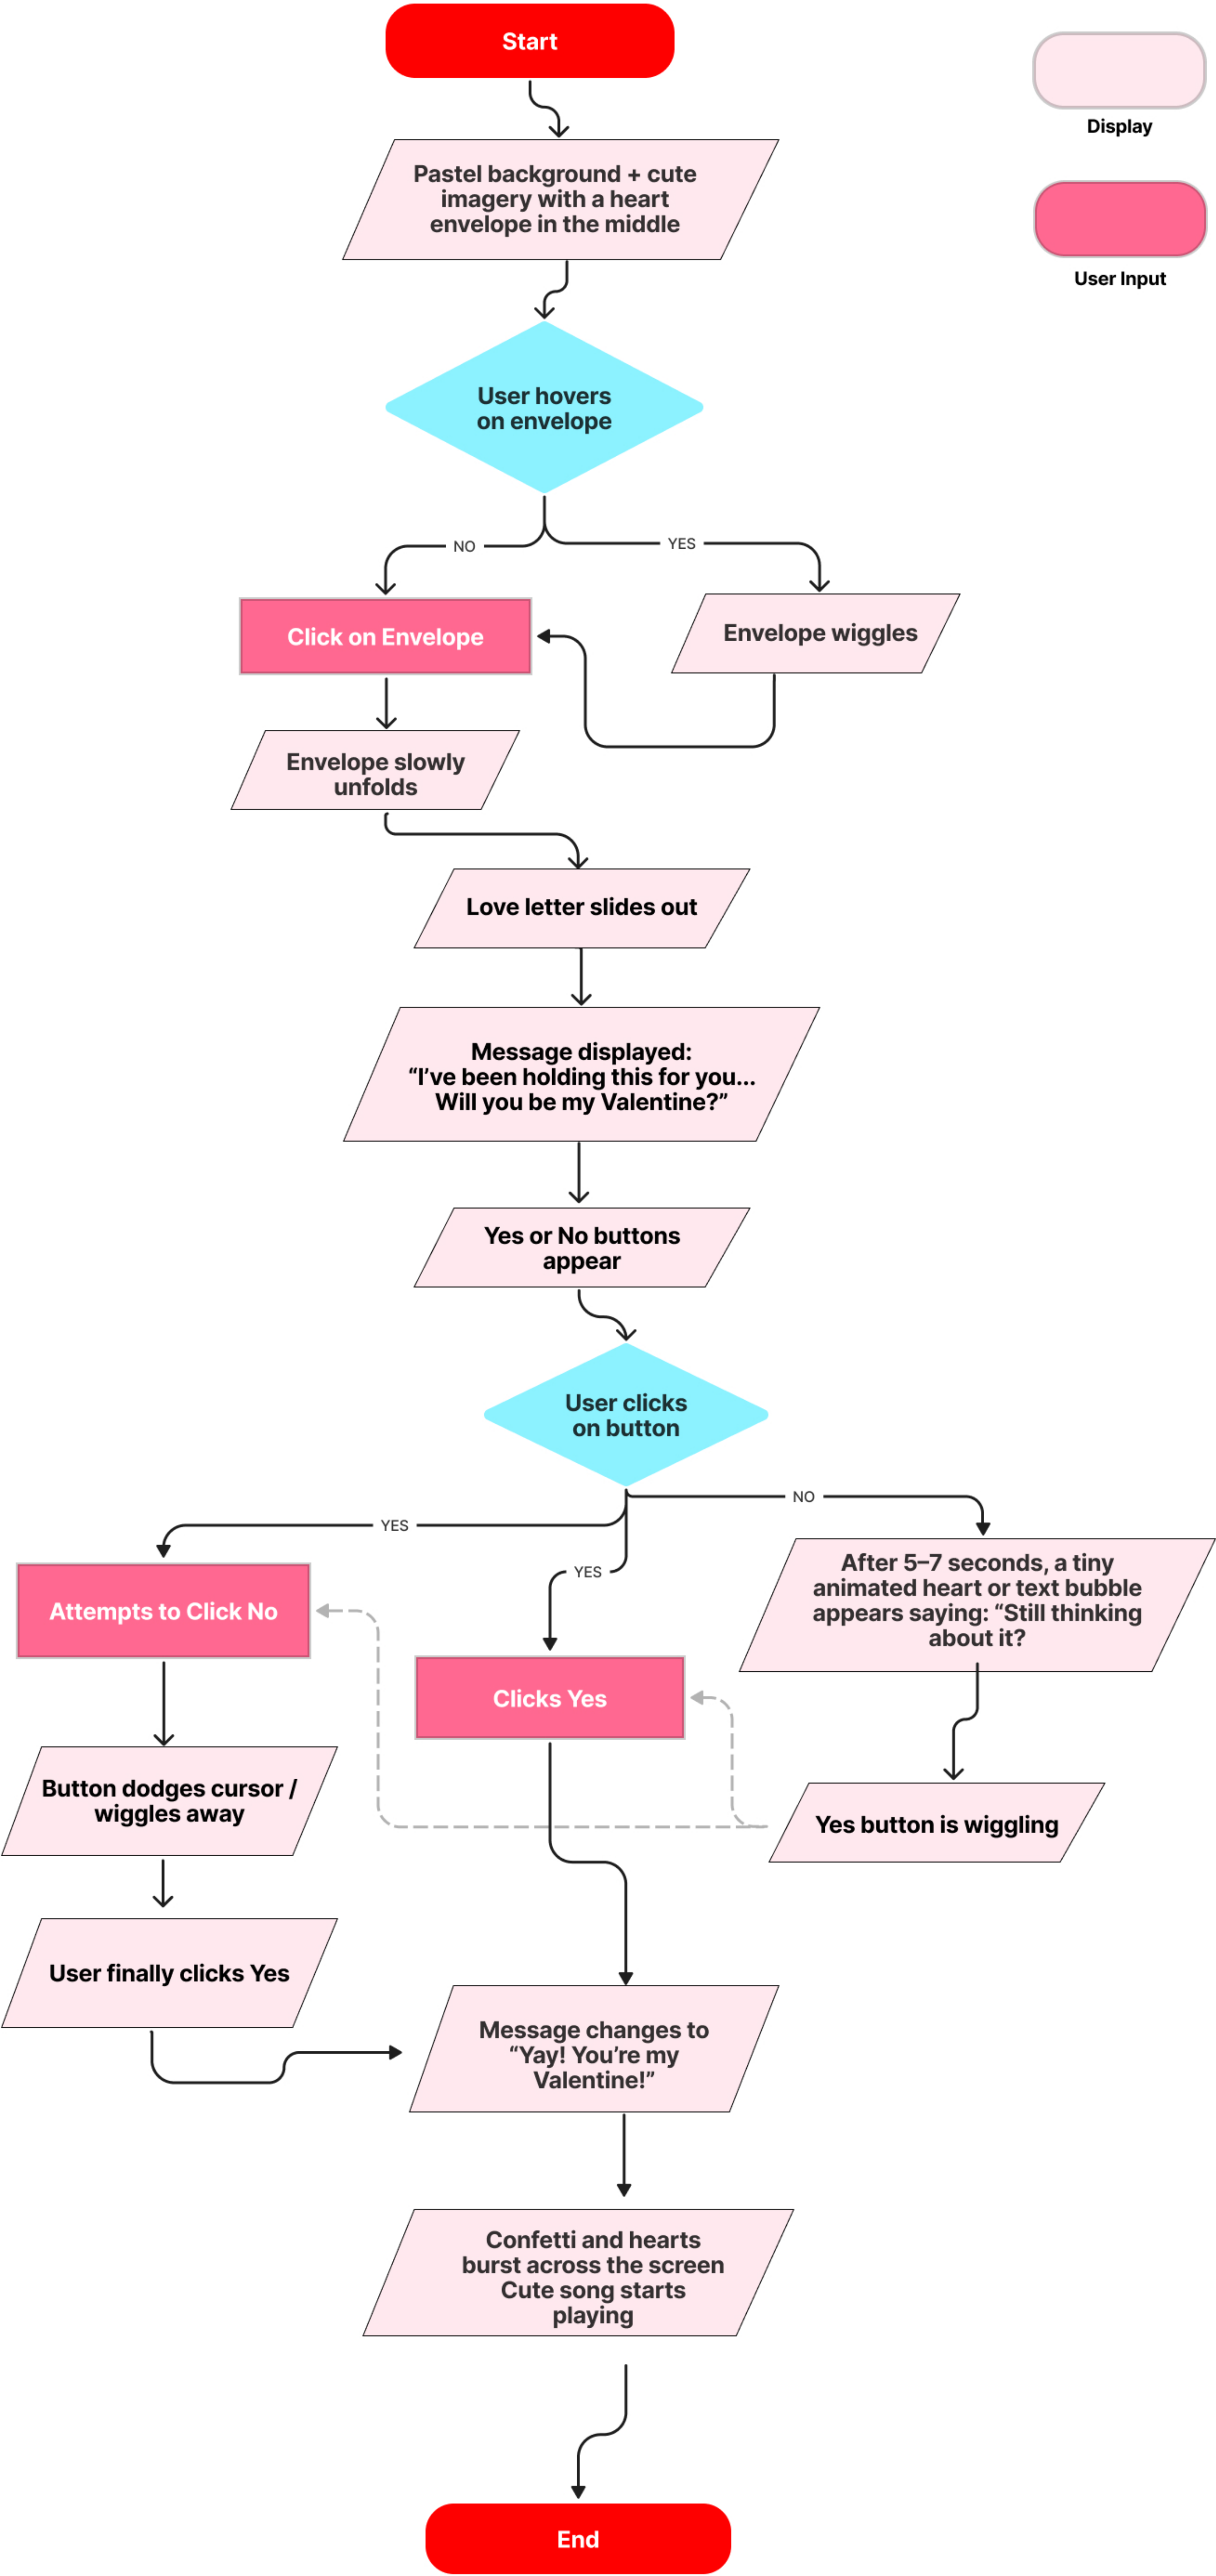 Start
Display
Pastel background + cute
imagery with a heart
envelope in the middle
User Input
User hovers
on envelope
NO
YES
Click on Envelope
Envelope wiggles
Envelope slowly
unfolds
Love letter slides out
Message displayed:
“I’ve been holding this for you...
Will you be my Valentine?”
Yes or No buttons
appear
User clicks
on button
NO
YES
YES
After 5–7 seconds, a tiny
animated heart or text bubble
appears saying: “Still thinking
about it?
Attempts to Click No
Clicks Yes
Button dodges cursor /
wiggles away
Yes button is wiggling
User finally clicks Yes
Message changes to
“Yay! You’re my
Valentine!”
Confetti and hearts
burst across the screen
Cute song starts
playing
End